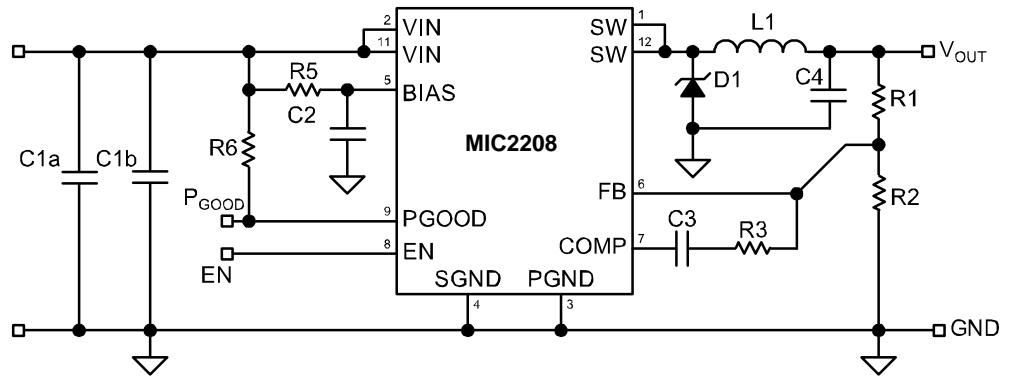 1
L1
2
VIN
SW
11
VIN
12
SW
VOUT
R5
5
BIAS
D1
C4
R1
C2
MIC2208
R6
C1a
C1b
FB
6
R2
PGOOD
9
PGOOD
C3
R3
8
EN
COMP
7
EN
SGND
PGND
4
3
GND